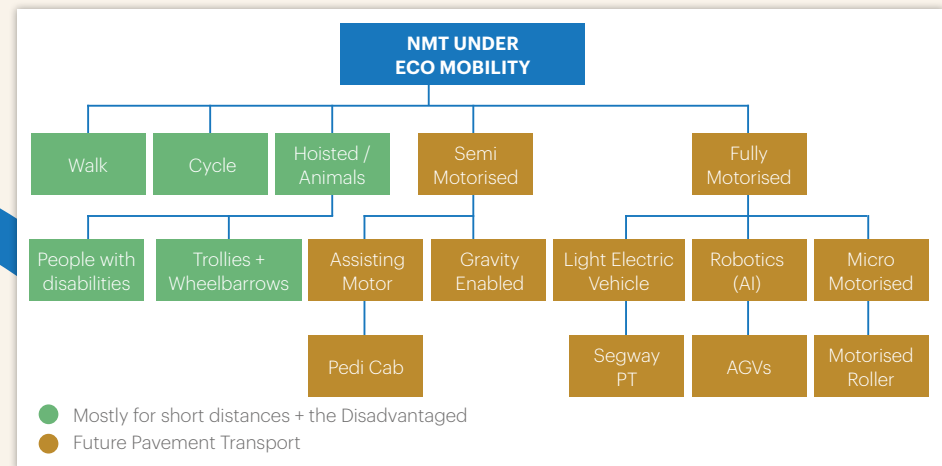 NMT UNDER
ECO MOBILITY
Walk
Cycle
Hoisted /
Animals
Semi
Motorised
Fully
Motorised
People with
disabilities
Trollies +
Wheelbarrows
Assisting
Motor
Gravity
Enabled
Light Electric
Vehicle
Robotics
(AI)
Micro
Motorised
Pedi Cab
Segway
PT
AGVs
Motorised
Roller
Mostly for short distances + the Disadvantaged
Future Pavement Transport